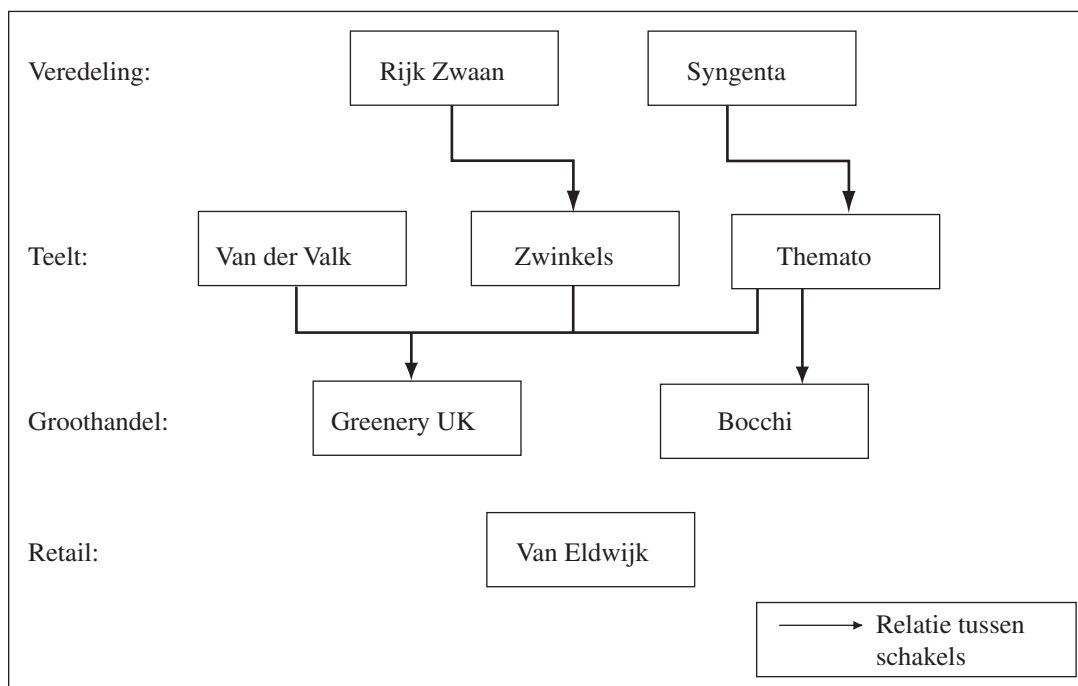 Veredeling: Rijk Zwaan Syngenta
Teelt: Van der Valk Zwinkels Themato
Groothandel: Greenery UK Bocchi
Retail: Van Eldwijk
Relatie tussen
schakels